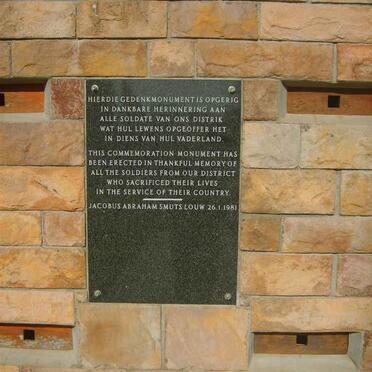 HIERDIE GEDENKMONUMENT IS OPGERIG
IN DANKBARE HERINNERING AAN
ALLE SOLDATE VAN ONS DISTRIK
WAT HUL LEWENS OPGEOFFER HET
IN DIENS VAN HUL VADERLAND.
THIS COMMEMORATION MONUMENT HAS
BEEN ERECTED IN THANKFUL MEMORY OF
ALL THE SOLDIERS FROM OUR DISTRICT
WHO SACRIFICED THEIR LIVES
IN THE SERVICE OF THEIR COUNTRY.
JACOBUS ABRAHAM SMUTS LOUW 26.1.1981